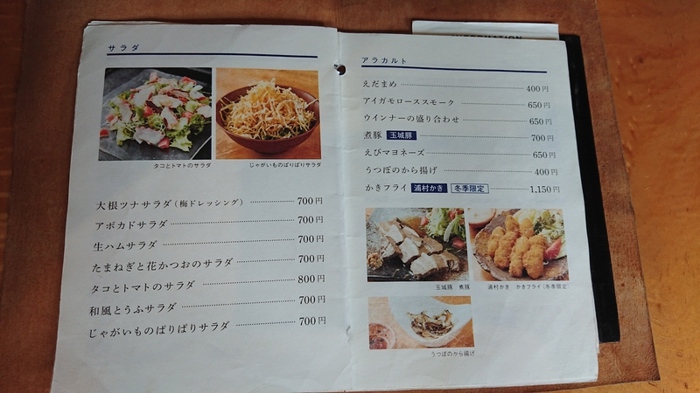 サラダ
タコとトマトのサラダ
じゃがいものぱりぱりサラダ
大根ツナサラダ(梅ドレッシング) 700円
アボカドサラダ 700円
生ハムサラダ 700円
たまねぎと花かつおのサラダ 700円
タコとトマトのサラダ 800円
和風とうふサラダ 700円
じゃがいものぱりぱりサラダ 700円
INFORMATION
アラカルト
えだまめ 400円
アイガモローススモーク 650円
ウインナーの盛り合わせ 650円
煮豚 玉城豚 700円
えびマヨネーズ 650円
うつぼのから揚げ 400円
かきフライ 浦村かき 冬季限定 1,150円
玉城豚 煮豚
浦村かき かきフライ(冬季限定
うつぼのから揚げ